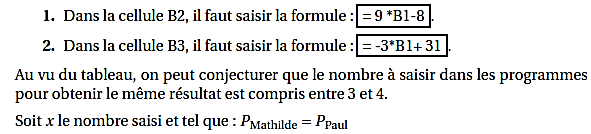 1. Dans la cellule B2, il faut saisir la formule : = 9 *B1-8 .
2. Dans la cellule B3, il faut saisir la formule : = -3*B1+ 31 .
Au vu du tableau, on peut conjecturer que le nombre à saisir dans les programmes
pour obtenir le même résultat est compris entre 3 et 4.
Soit x le nombre saisi et tel que : P_Mathilde = P_Paul